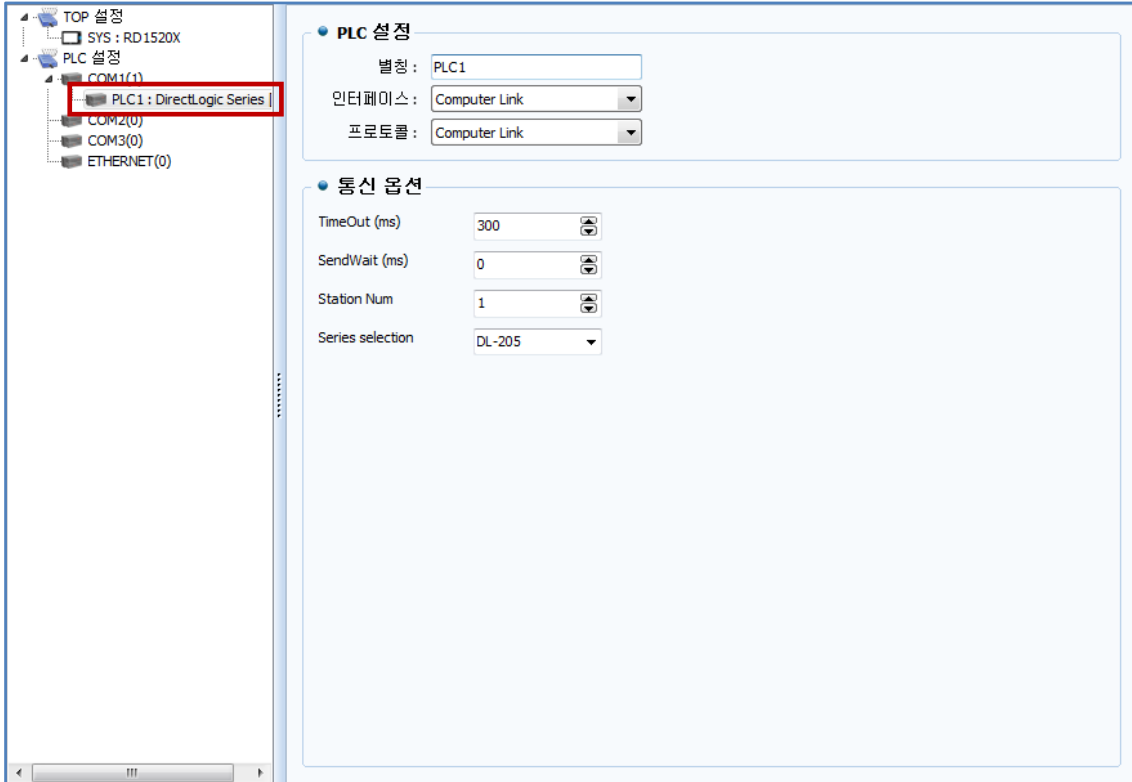 TOP 설정
SYS : RD1520X
PLC 설정
COM1(1)
PLC1 : DirectLogic Series [
COM2(0)
COM3(0)
ETHERNET(0)
PLC 설정
별칭 : PLC1
인터페이스 : Computer Link
프로토콜 : Computer Link
통신 옵션
TimeOut (ms) 300
SendWait (ms) 0
Station Num 1
Series selection DL-205